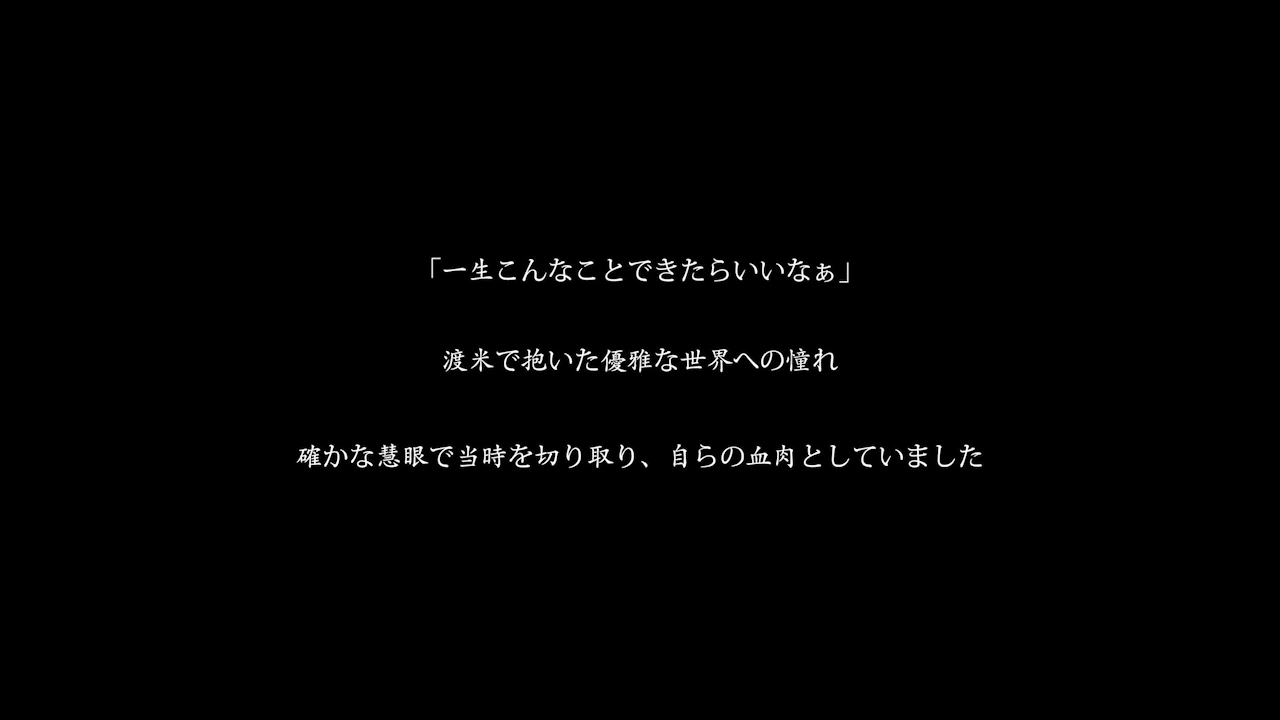 「一生こんなことできたらいいなぁ」
渡米で抱いた優雅な世界への憧れ
確かな慧眼で当時を切り取り、自らの血肉としていました